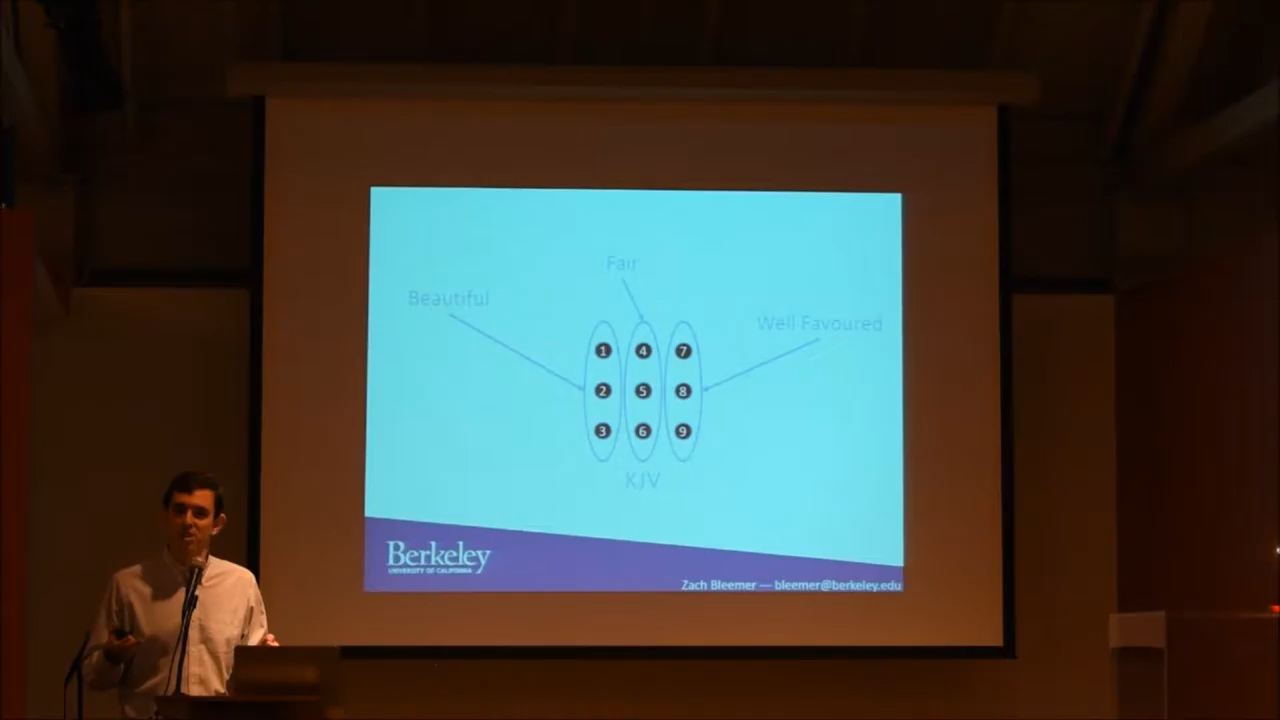 Fair
Beautiful
Well Favoured
1 4 7
2 5 8
3 6 9
KJV
Berkeley
UNIVERSITY OF CALIFORNIA
Zach Bleemer — bleemer@berkeley.edu